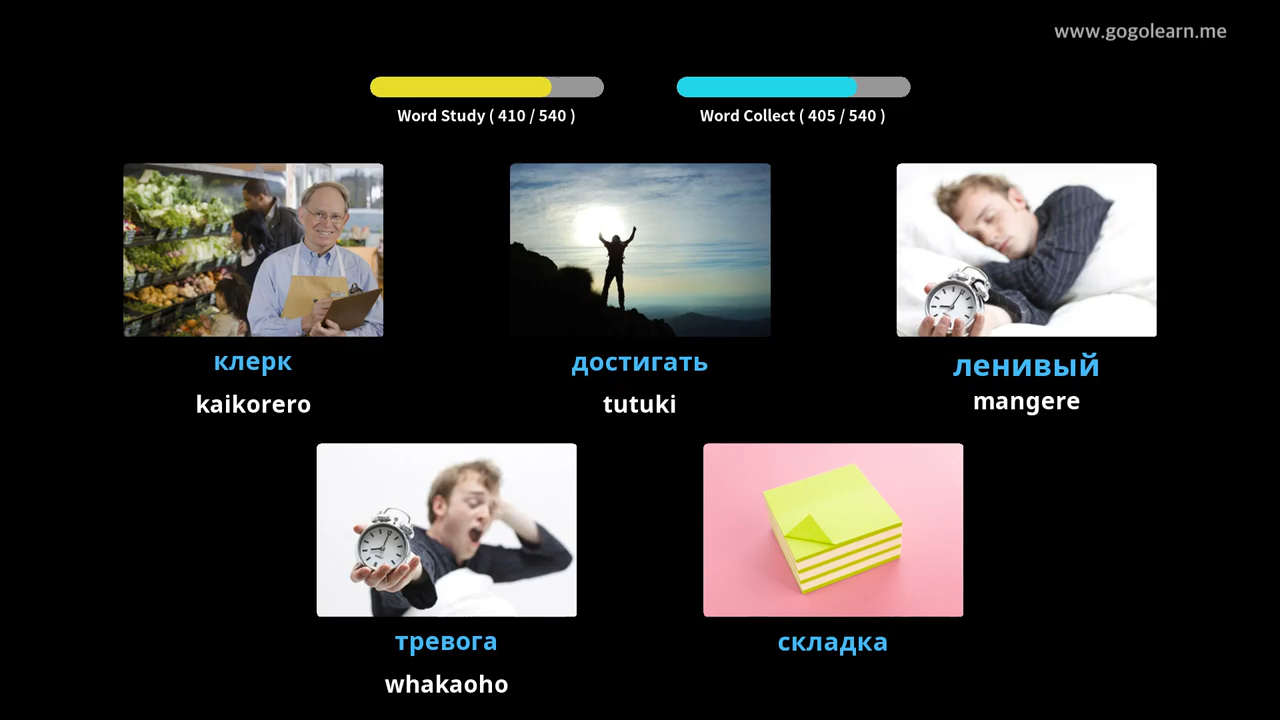 www.gogolearn.me
Word Study ( 410 / 540 )
Word Collect ( 405 / 540 )
клерк
kaikorero
достигать
tutuki
ленивый
mangere
тревога
whakaoho
складка